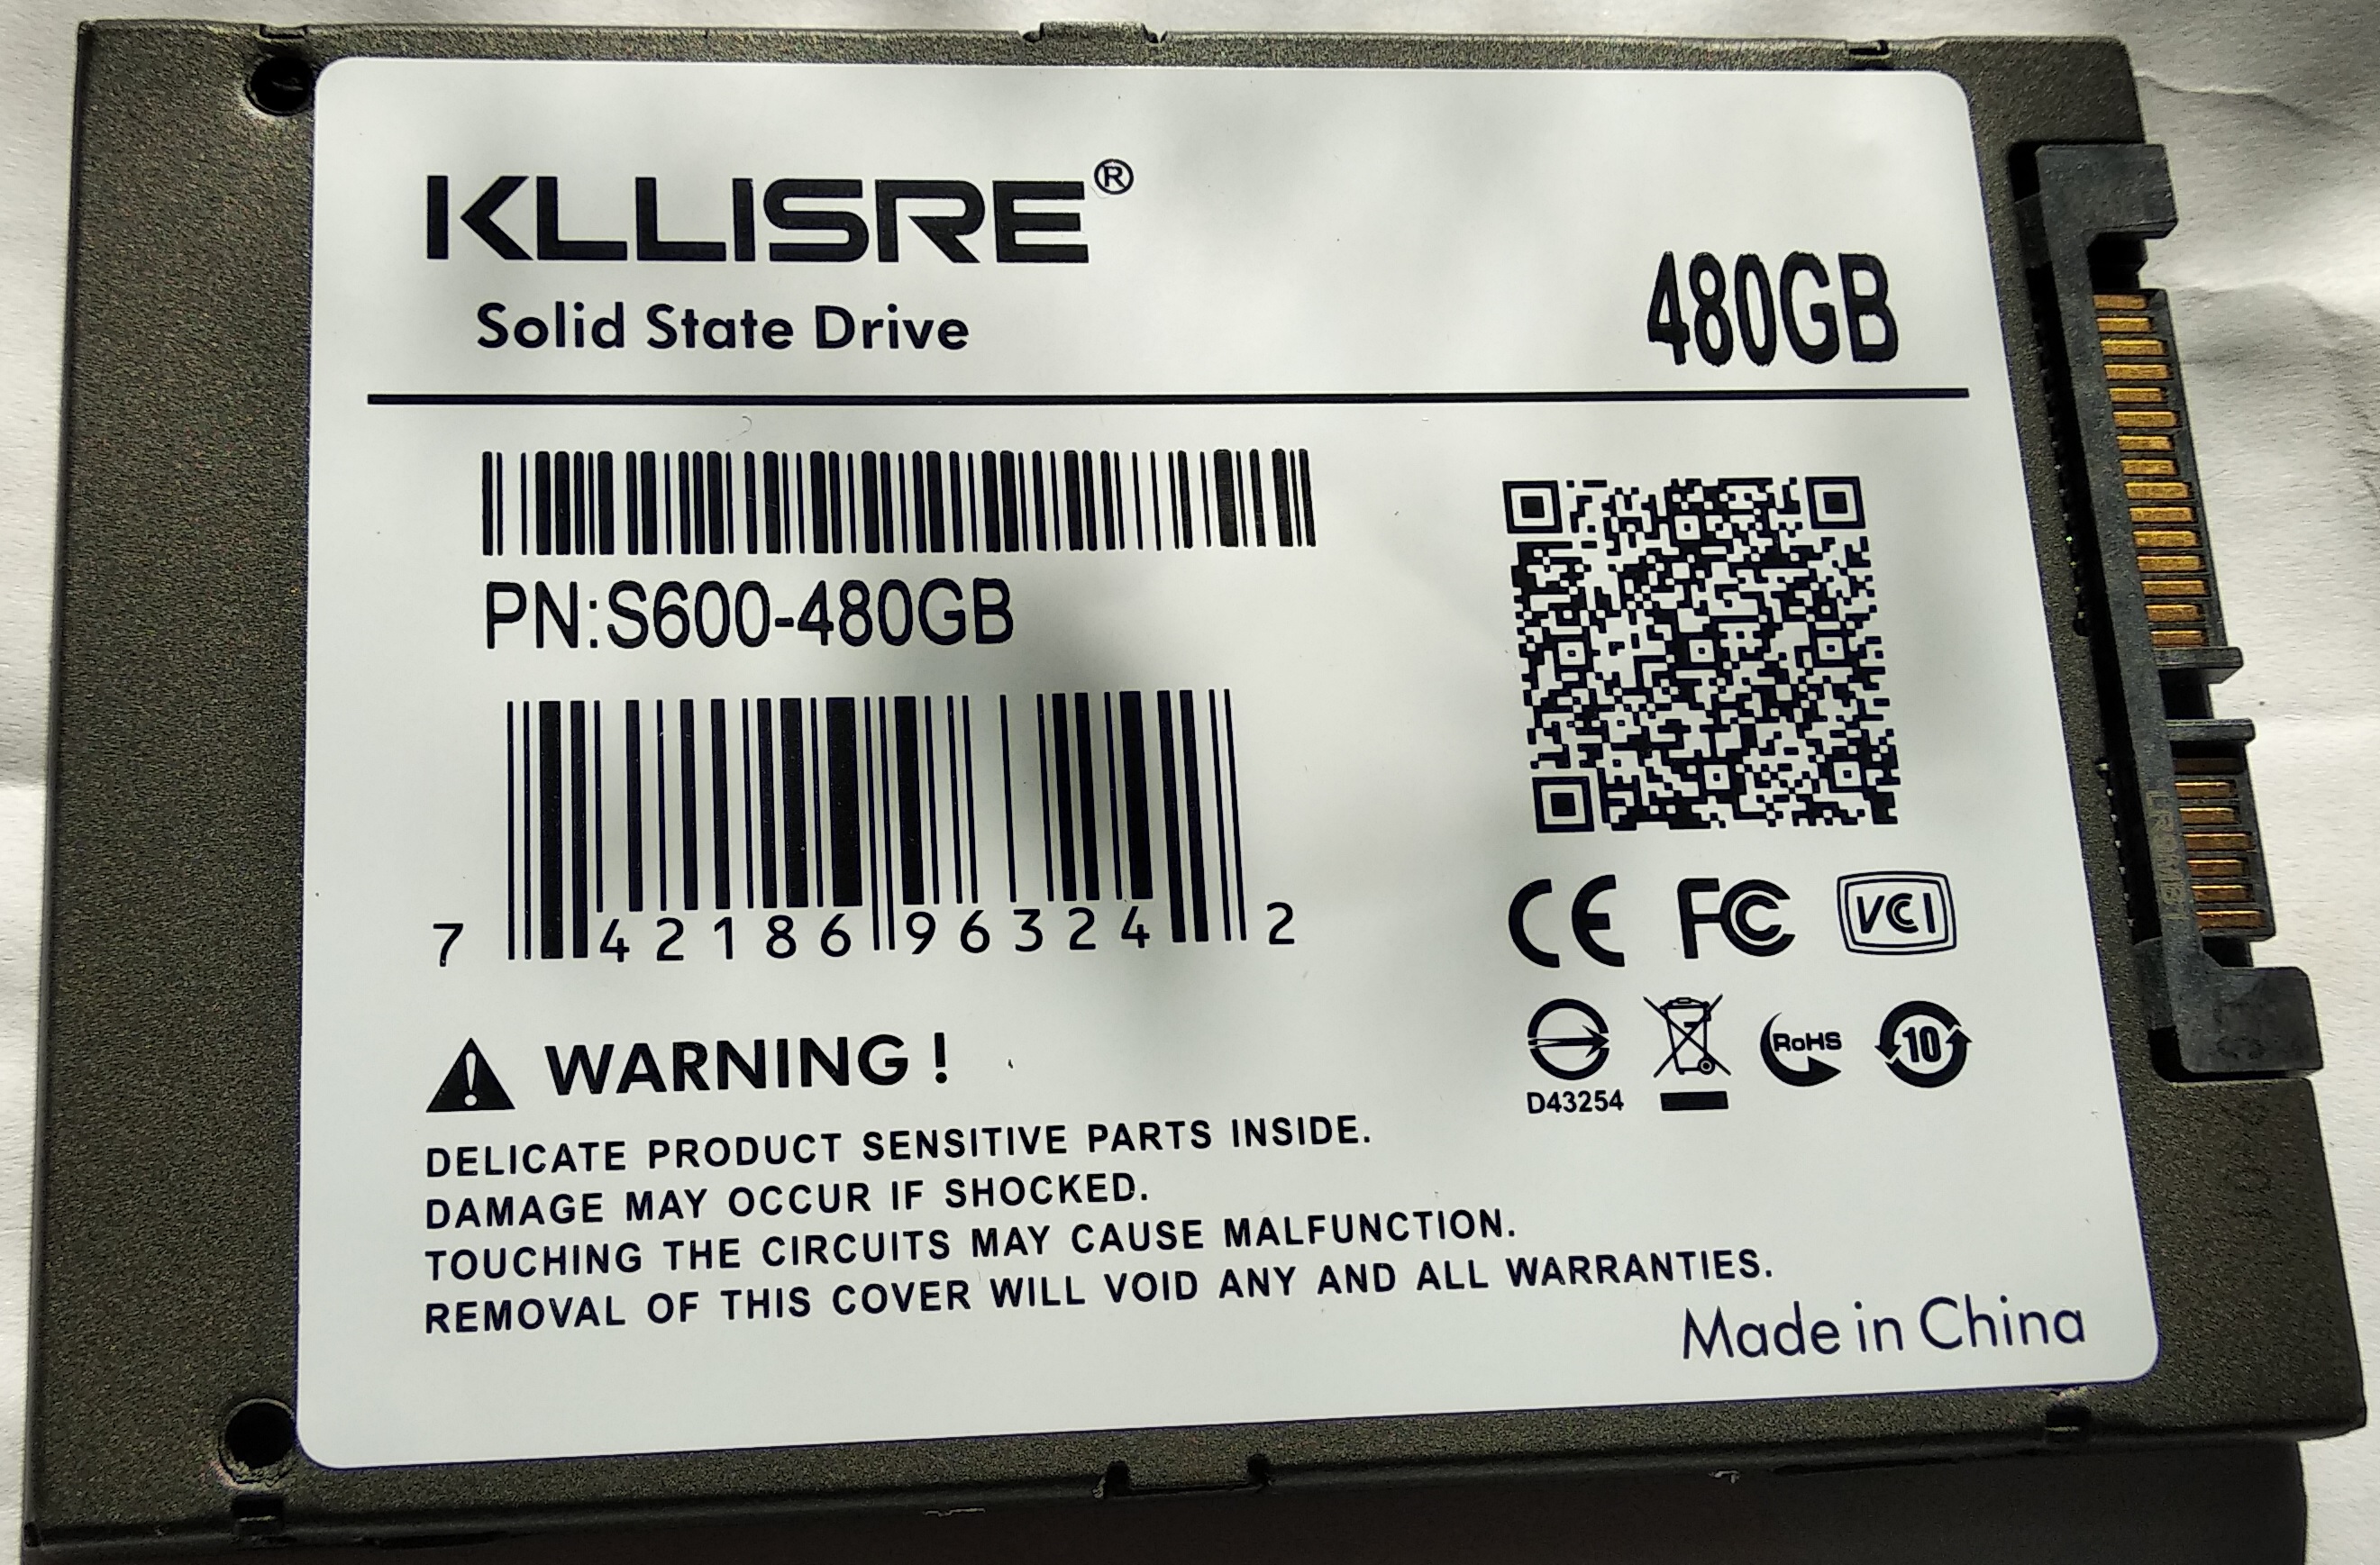 KLLISRE®
Solid State Drive
480GB
PN:S600-480GB
7 42186 96324 2
CE FC VCI
D43254
RoHS
10
WARNING !
DELICATE PRODUCT SENSITIVE PARTS INSIDE.
DAMAGE MAY OCCUR IF SHOCKED.
TOUCHING THE CIRCUITS MAY CAUSE MALFUNCTION.
REMOVAL OF THIS COVER WILL VOID ANY AND ALL WARRANTIES.
Made in China